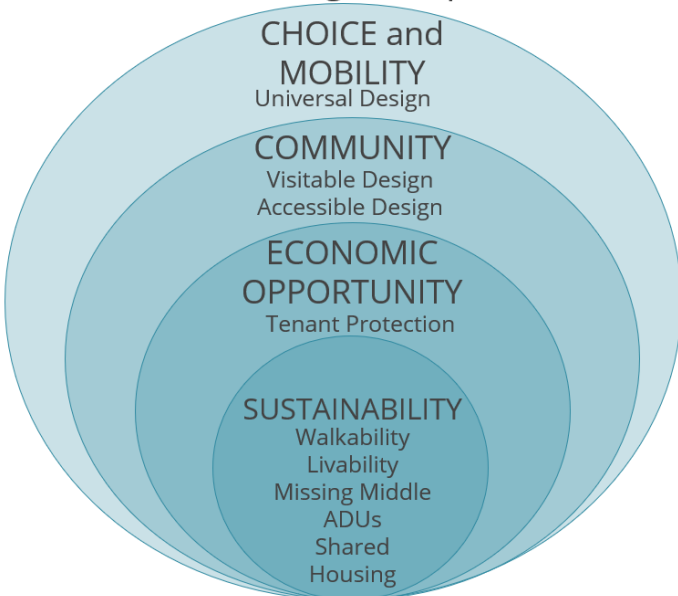 CHOICE and
MOBILITY
Universal Design
COMMUNITY
Visitable Design
Accessible Design
ECONOMIC
OPPORTUNITY
Tenant Protection
SUSTAINABILITY
Walkability
Livability
Missing Middle
ADUs
Shared
Housing